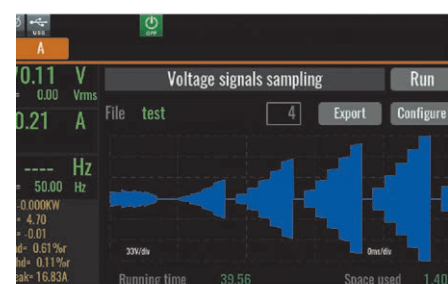 USB
OFF
A
0.11 V
= 0.00 Vrms
0.21 A
---- Hz
= 50.00 Hz
-0.000KW
= 4.70
= -0.01
hd= 0.61%r
hd= 0.11%r
eak= 16.83A
Voltage signals sampling
Run
File test 4 Export Configure
33V/div 0ms/div
Running time 39.56 Space used 1.40